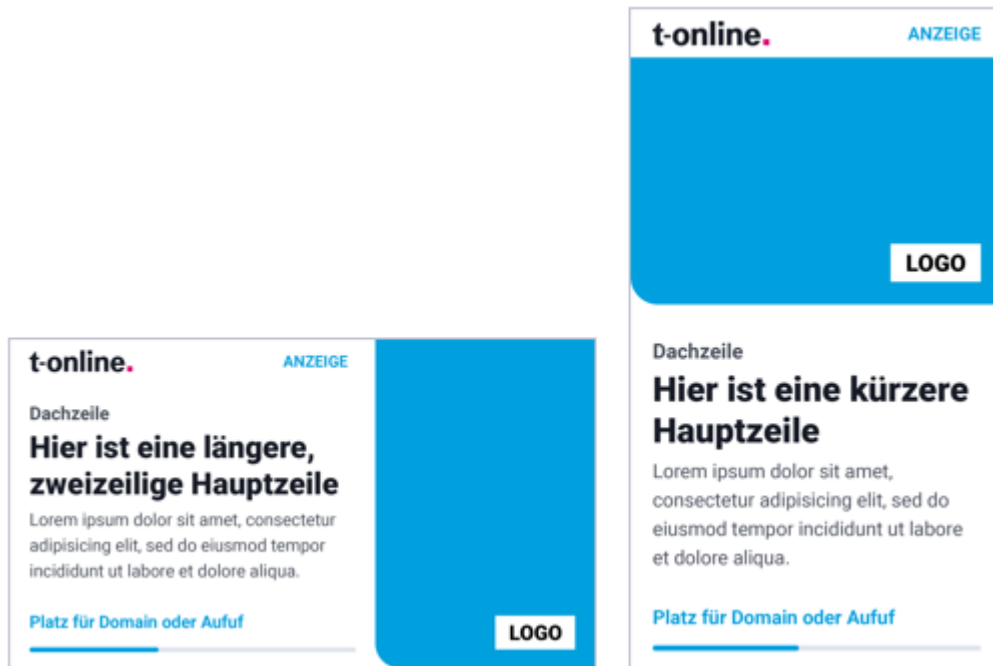 t-online.
ANZEIGE
Dachzeile
Hier ist eine längere,
zweizeilige Hauptzeile
Lorem ipsum dolor sit amet, consectetur
adipisicing elit, sed do eiusmod tempor
incididunt ut labore et dolore aliqua.
Platz für Domain oder Aufuf
LOGO
t-online.
ANZEIGE
LOGO
Dachzeile
Hier ist eine kürzere
Hauptzeile
Lorem ipsum dolor sit amet,
consectetur adipisicing elit, sed do
eiusmod tempor incididunt ut labore
et dolore aliqua.
Platz für Domain oder Aufuf